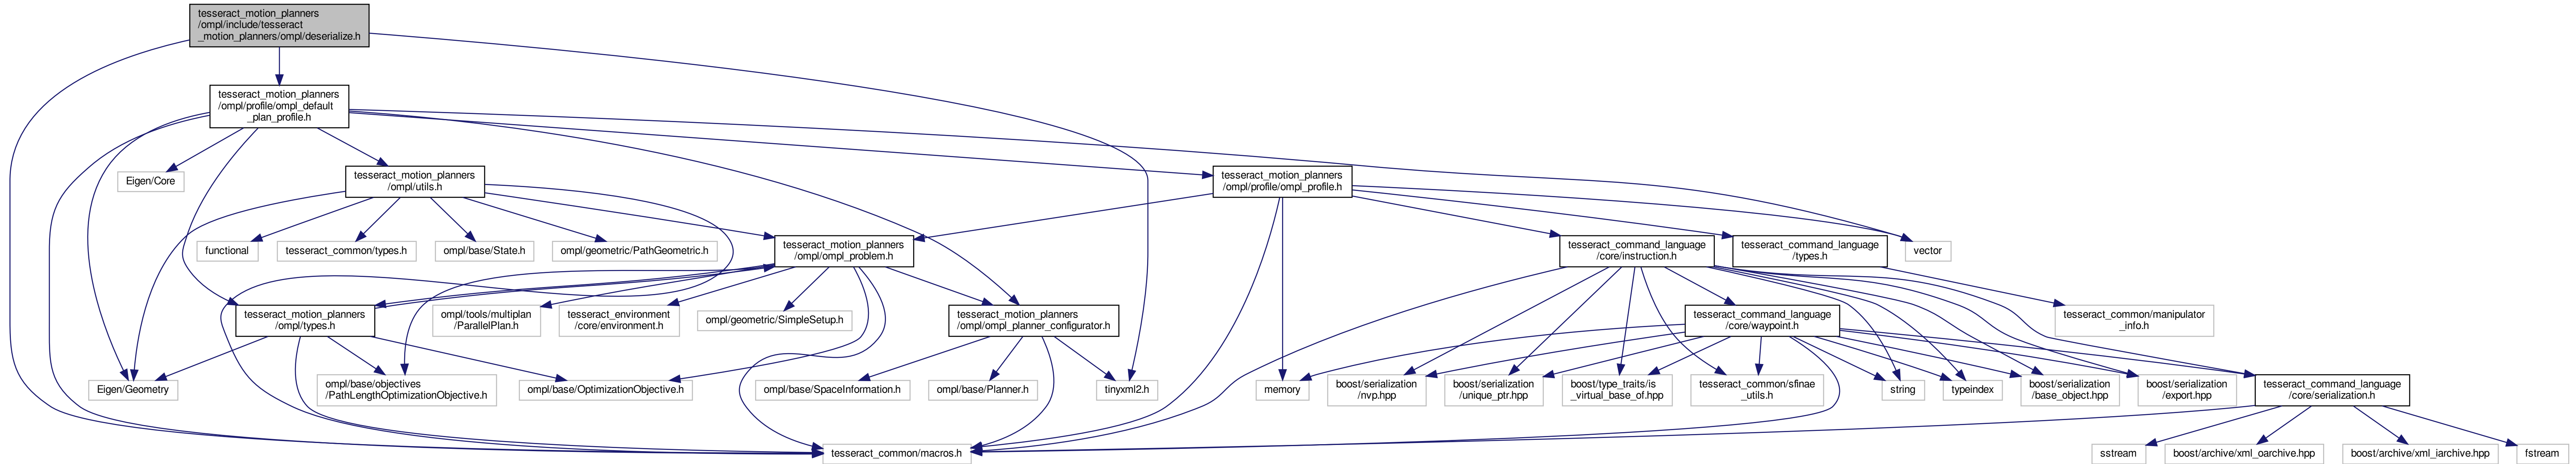 tesseract_motion_planners
/ompl/include/tesseract
_motion_planners/ompl/deserialize.h
tesseract_motion_planners
/ompl/profile/ompl_default
_plan_profile.h
Eigen/Core
tesseract_motion_planners
/ompl/utils.h
tesseract_motion_planners
/ompl/profile/ompl_profile.h
functional
tesseract_common/types.h
ompl/base/State.h
ompl/geometric/PathGeometric.h
tesseract_motion_planners
/ompl/ompl_problem.h
tesseract_command_language
/core/instruction.h
tesseract_command_language
/types.h
vector
tesseract_motion_planners
/ompl/types.h
ompl/tools/multiplan
/ParallelPlan.h
tesseract_environment
/core/environment.h
ompl/geometric/SimpleSetup.h
tesseract_motion_planners
/ompl/ompl_planner_configurator.h
tesseract_command_language
/core/waypoint.h
tesseract_common/manipulator
_info.h
Eigen/Geometry
ompl/base/objectives
/PathLengthOptimizationObjective.h
ompl/base/OptimizationObjective.h
ompl/base/SpaceInformation.h
ompl/base/Planner.h
tinyxml2.h
memory
boost/serialization
/nvp.hpp
boost/serialization
/unique_ptr.hpp
boost/type_traits/is
_virtual_base_of.hpp
tesseract_common/sfinae
_utils.h
string
typeindex
boost/serialization
/base_object.hpp
boost/serialization
/export.hpp
tesseract_command_language
/core/serialization.h
tesseract_common/macros.h
sstream
boost/archive/xml_oarchive.hpp
boost/archive/xml_iarchive.hpp
fstream